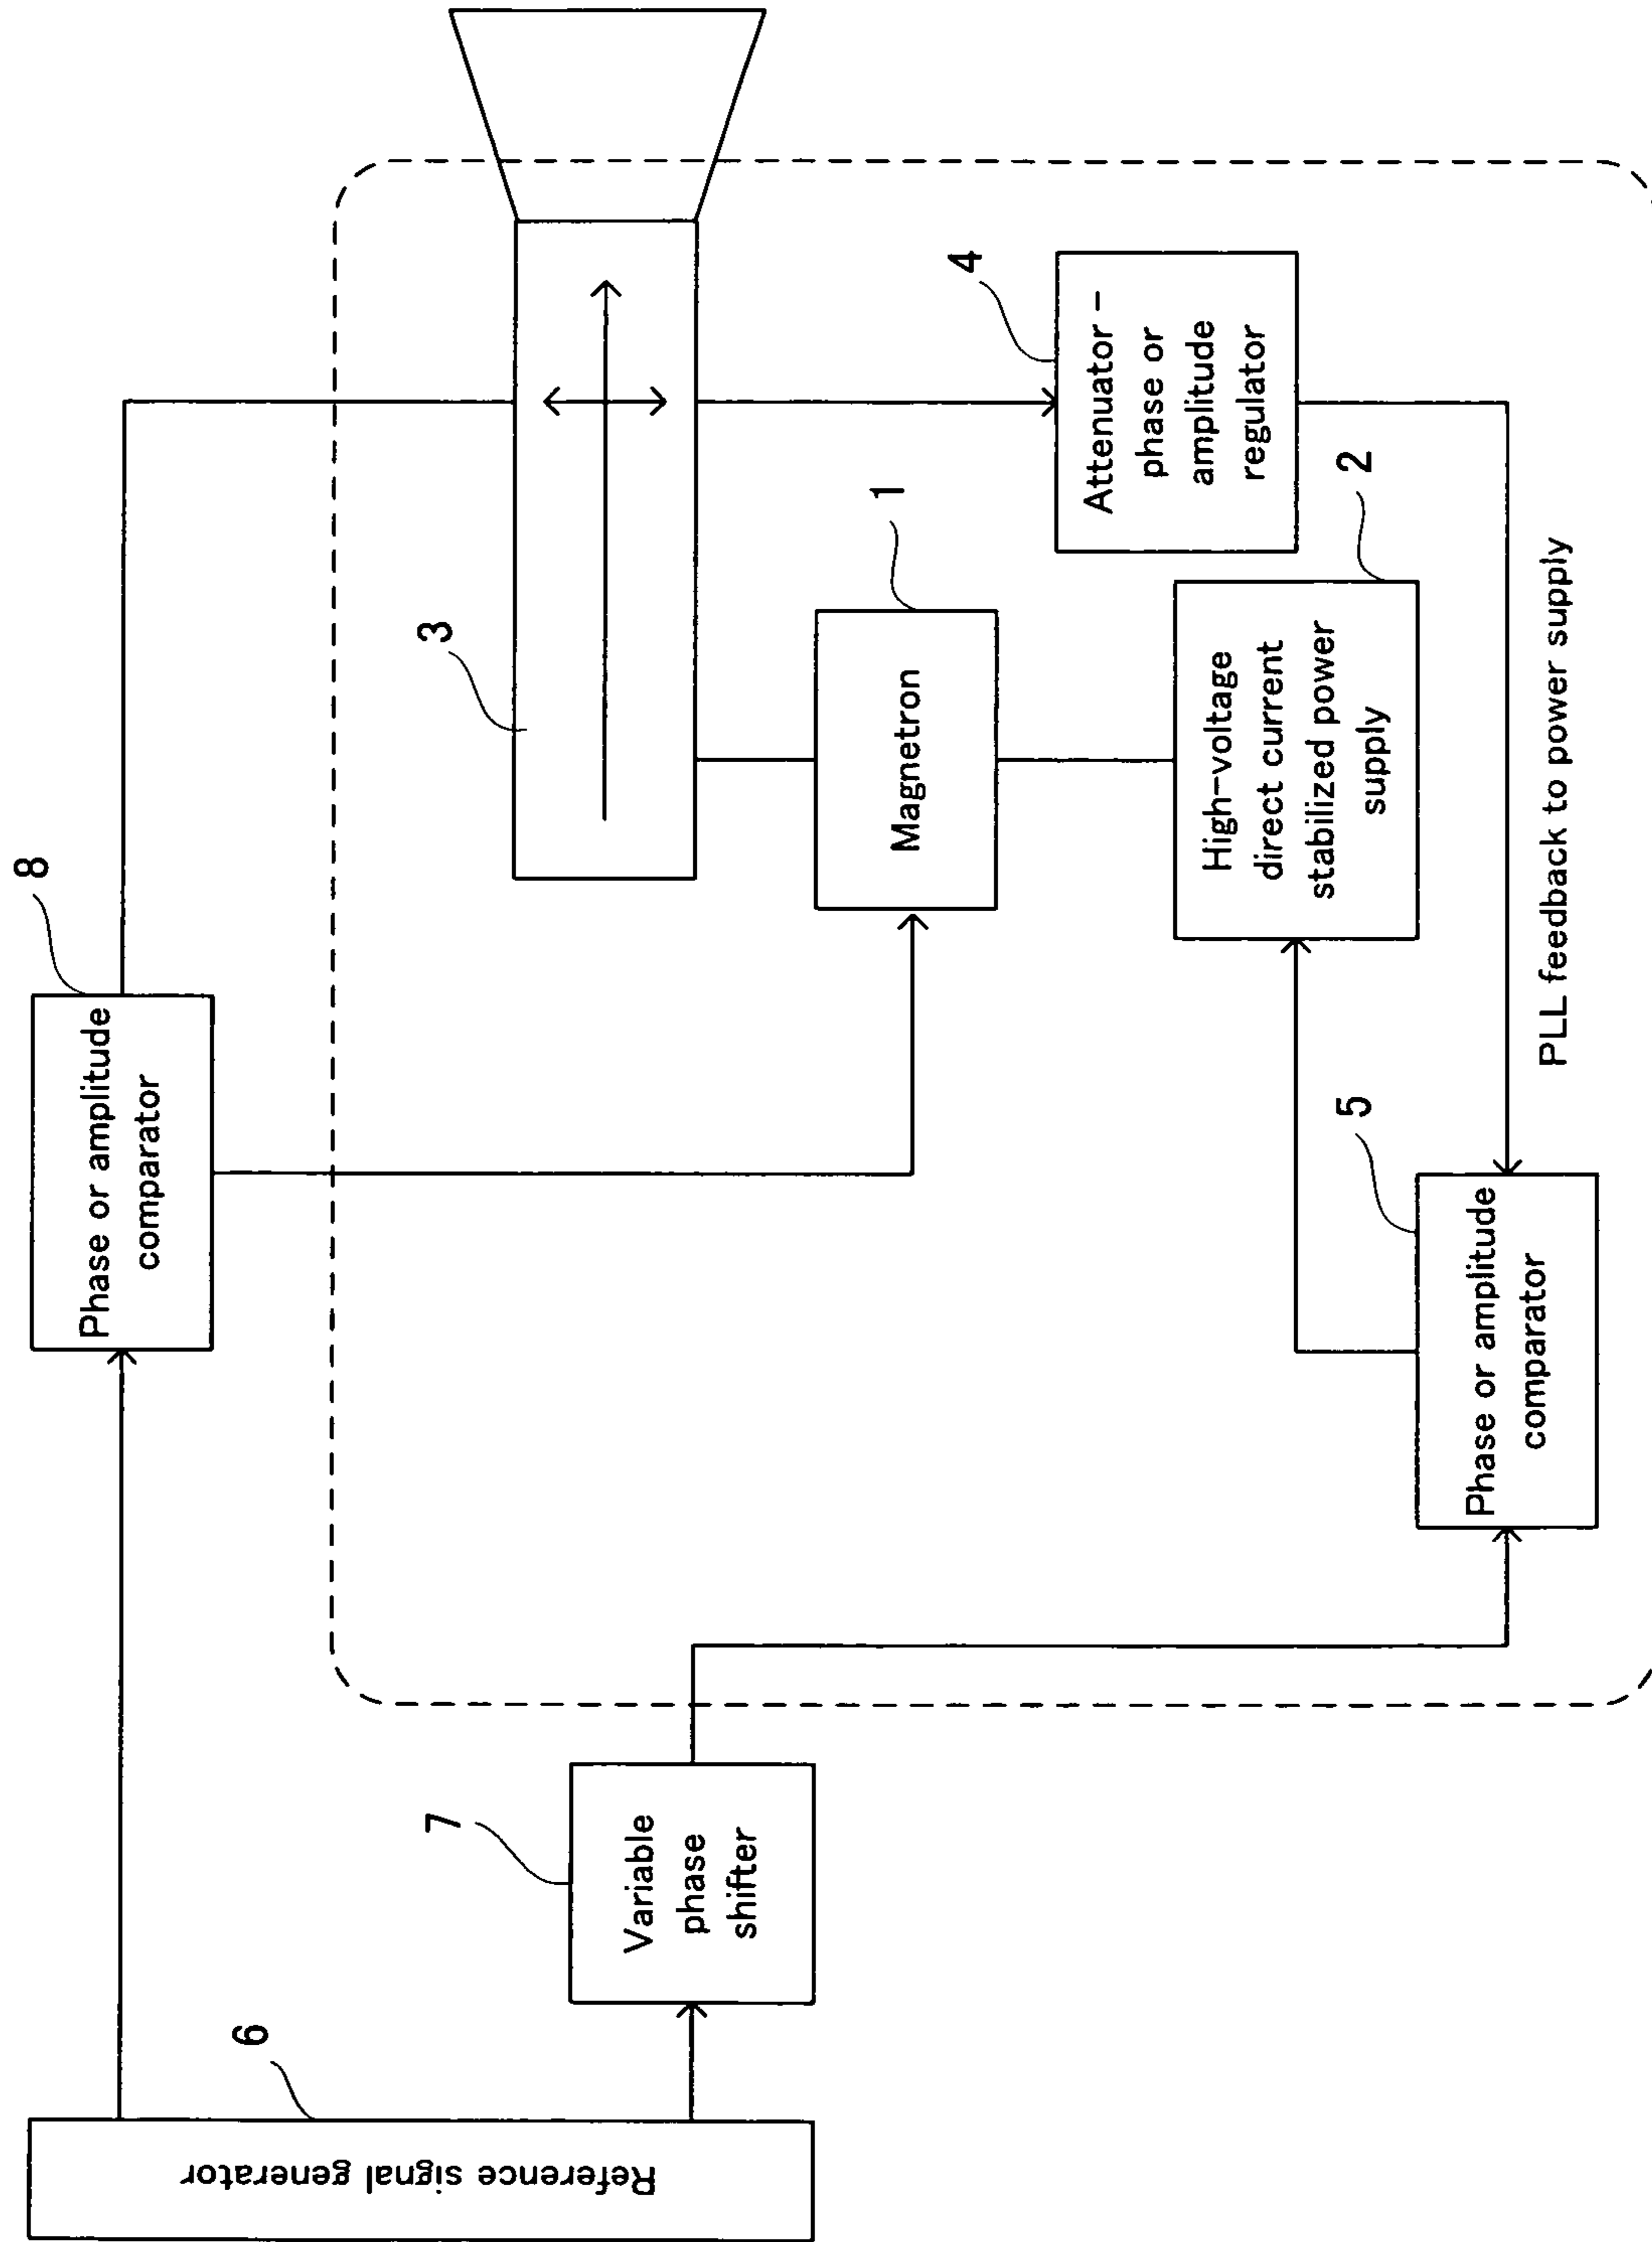 8
Phase or amplitude
comparator
3
4
Attenuator -
phase or
amplitude
regulator
1
Magnetron
2
High-voltage
direct current
stabilized power
supply
6
Reference signal generator
7
Variable
phase
shifter
5
Phase or amplitude
comparator
PLL feedback to power supply